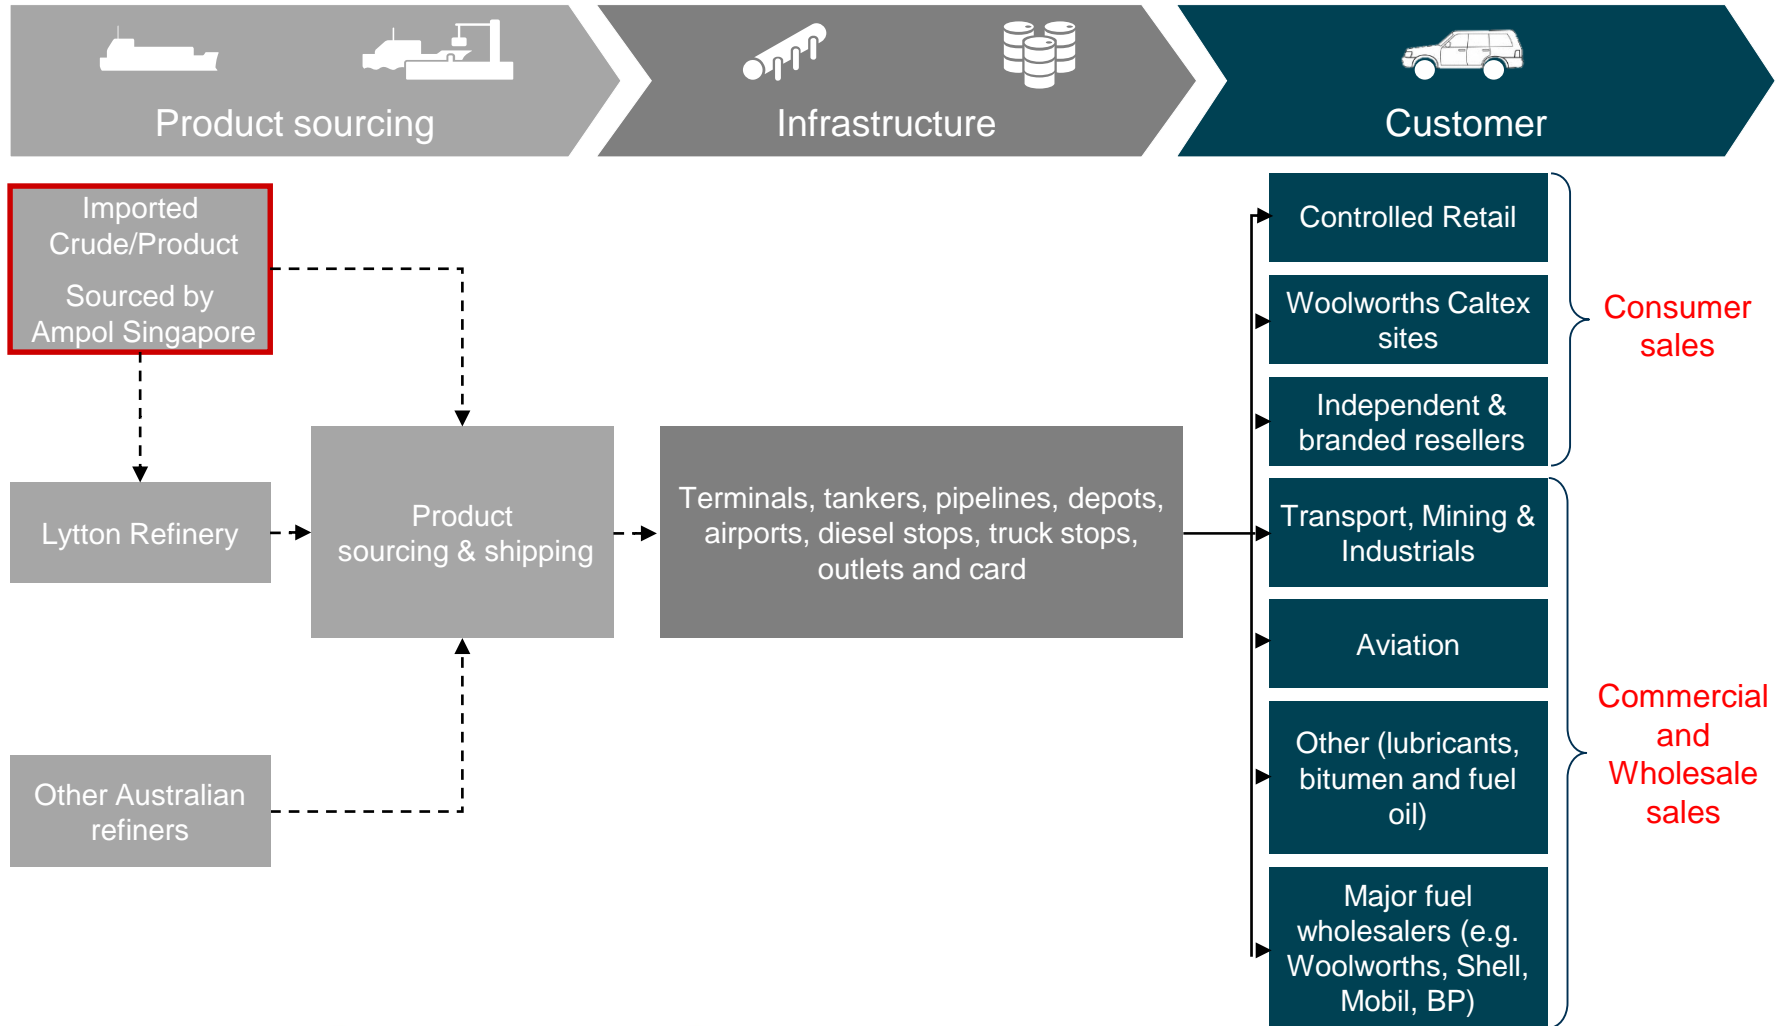 Product sourcing
Infrastructure
Customer
Imported
Crude/Product
Sourced by
Ampol Singapore
Lytton Refinery
Other Australian
refiners
Product
sourcing & shipping
Terminals, tankers, pipelines, depots,
airports, diesel stops, truck stops,
outlets and card
Controlled Retail
Woolworths Caltex
sites
Independent &
branded resellers
Consumer
sales
Transport, Mining &
Industrials
Aviation
Other (lubricants,
bitumen and fuel
oil)
Major fuel
wholesalers (e.g.
Woolworths, Shell,
Mobil, BP)
Commercial
and
Wholesale
sales